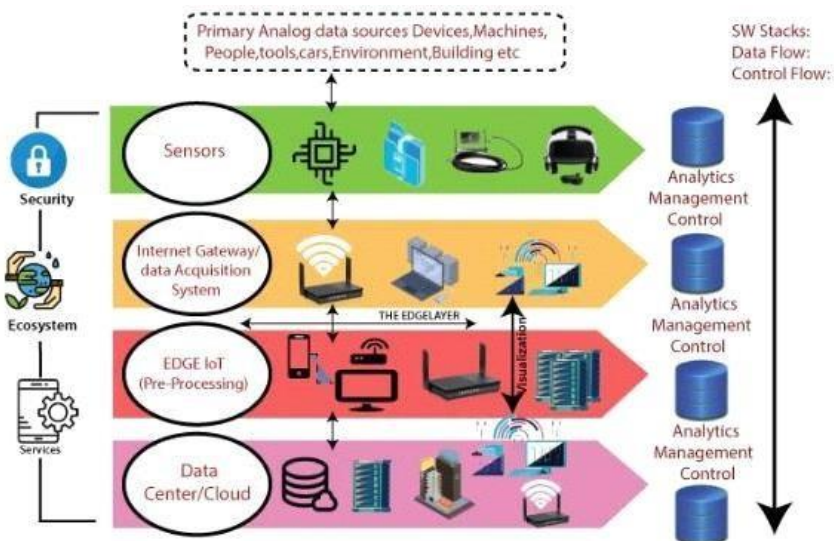 Primary Analog data sources Devices,Machines,
People,tools,cars,Environment,Building etc
SW Stacks:
Data Flow:
Control Flow:
Sensors
Security
Analytics
Management
Control
Internet Gateway/
data Acquisition
System
Ecosystem
THE EDGELAYER
Visualization
Analytics
Management
Control
EDGE IoT
(Pre-Processing)
Services
Analytics
Management
Control
Data
Center/Cloud